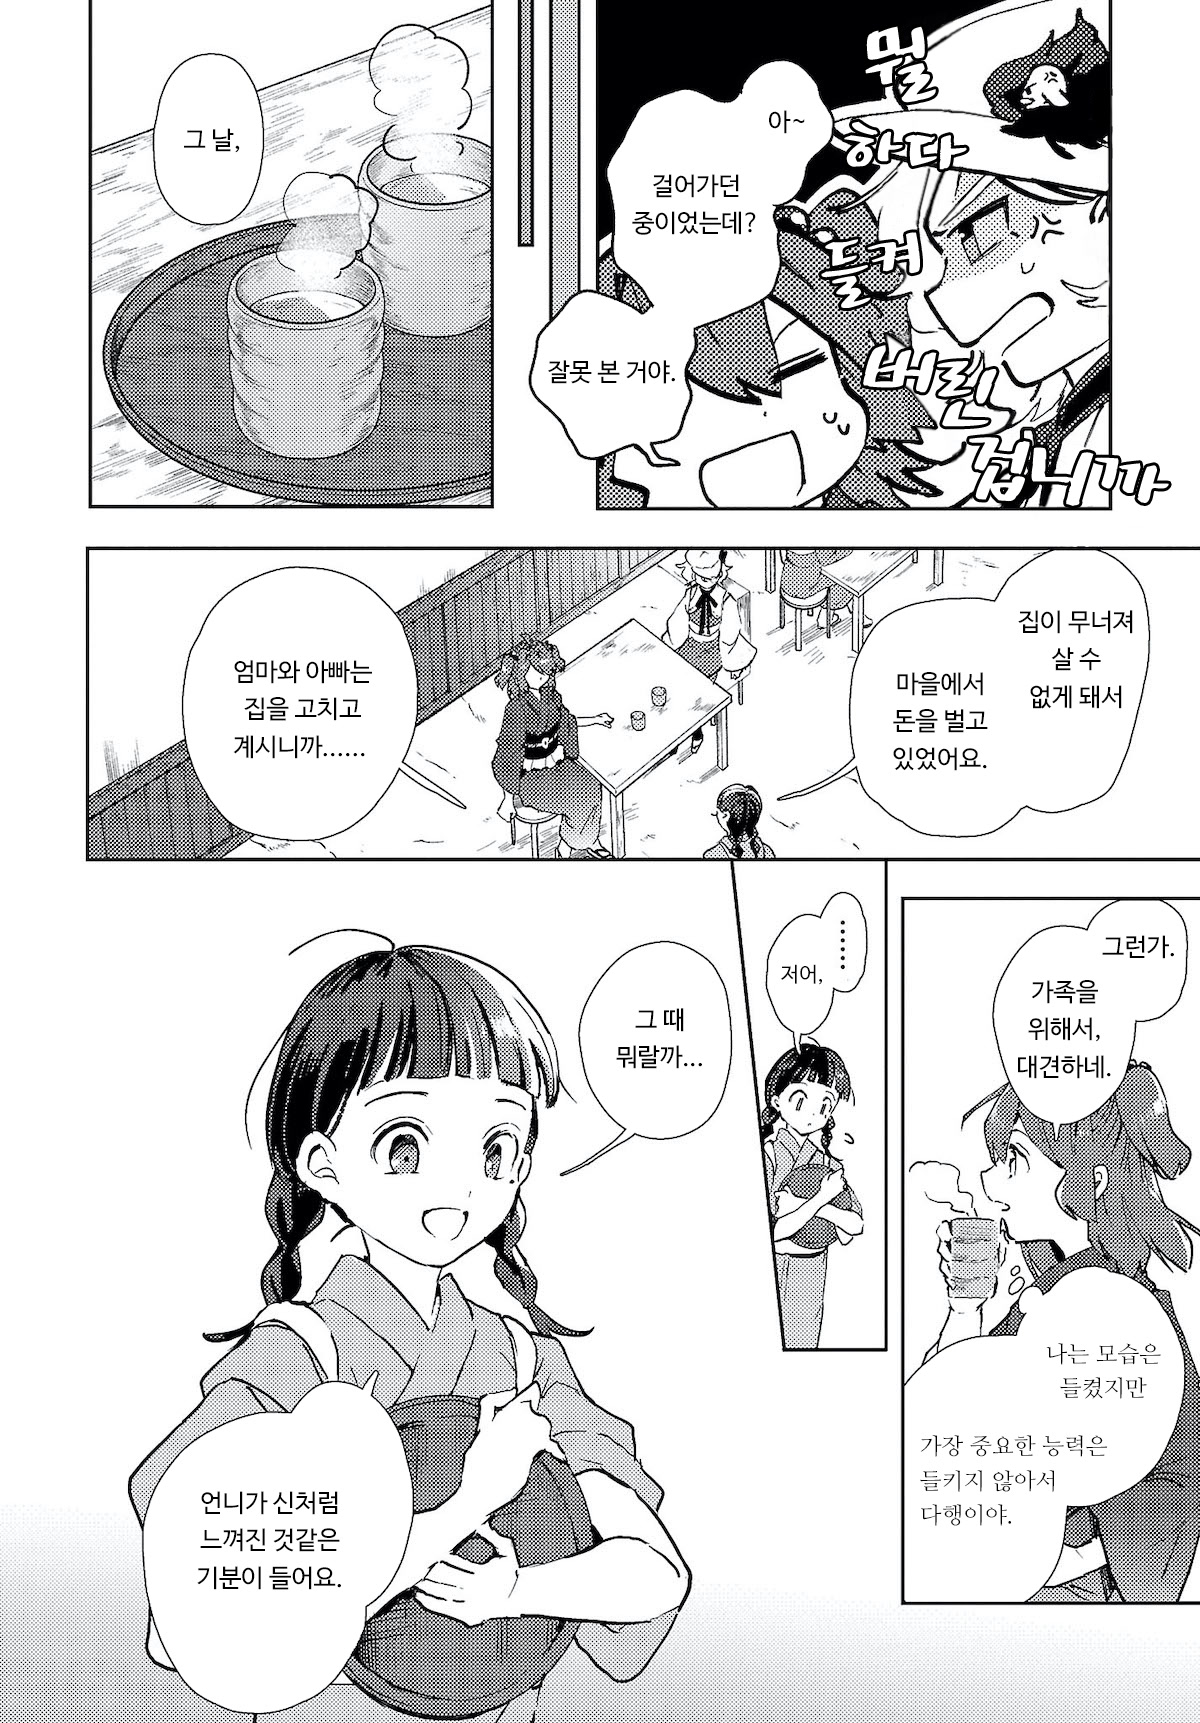 뭘
하다
들켜
버린
겁니까
아~
걸어가던
중이었는데?
잘못 본 거야.
그 날,
집이 무너져
살 수
없게 돼서
마을에서
돈을 벌고
있었어요.
엄마와 아빠는
집을 고치고
계시니까......
그런가.
가족을
위해서,
대견하네.
나는 모습은
들켰지만
가장 중요한 능력은
들키지 않아서
다행이야.
......
저어,
그 때
뭐랄까...
언니가 신처럼
느껴진 것같은
기분이 들어요.